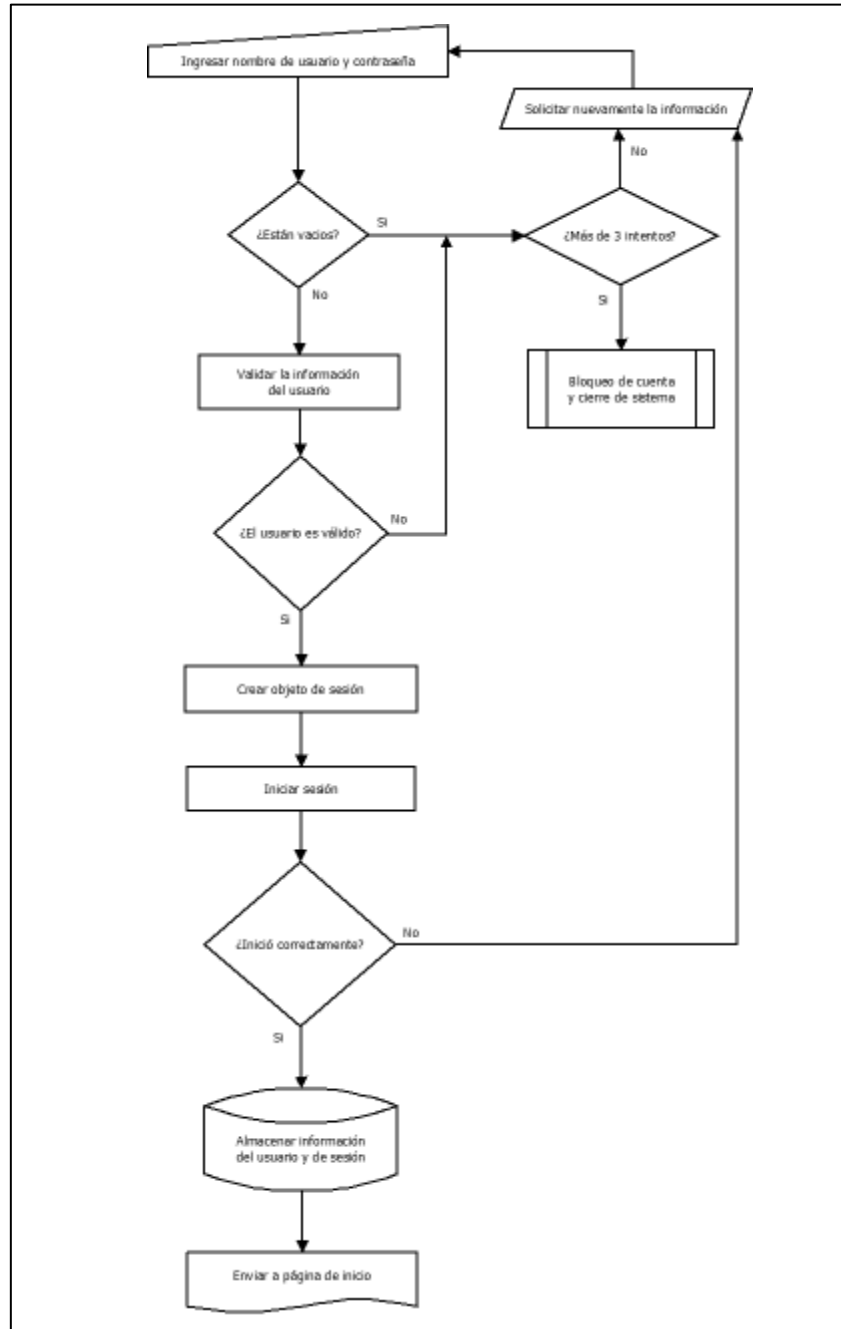 Ingresar nombre de usuario y contraseña
Solicitar nuevamente la información
No
¿Están vacios?
Si
¿Más de 3 intentos?
No
Si
Validar la información
del usuario
Bloqueo de cuenta
y cierre de sistema
¿El usuario es válido?
No
Si
Crear objeto de sesión
Iniciar sesión
¿Inició correctamente?
No
Si
Almacenar información
del usuario y de sesión
Enviar a página de inicio